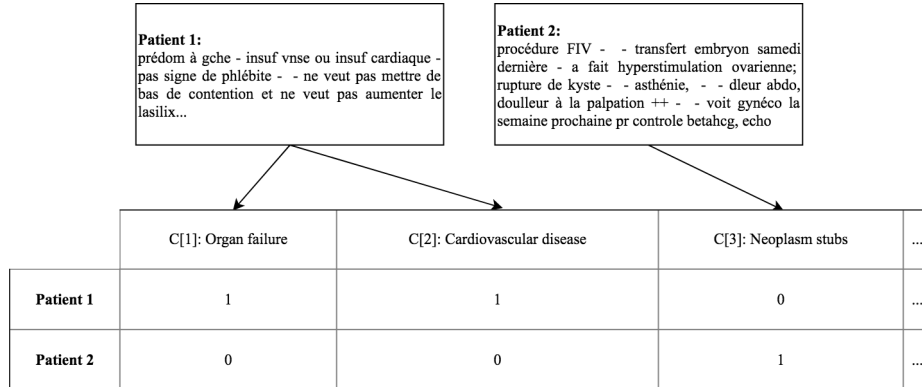 Patient 1:
prédom à gche - insuf vnse ou insuf cardiaque -
pas signe de phlébite - - ne veut pas mettre de
bas de contention et ne veut pas aumenter le
lasilix...
Patient 2:
procédure FIV - - transfert embryon samedi
dernière - a fait hyperstimulation ovarienne;
rupture de kyste - - asthénie, - - dleur abdo,
doulleur à la palpation ++ - - voit gynéco la
semaine prochaine pr controle betahcg, echo
C[1]: Organ failure C[2]: Cardiovascular disease C[3]: Neoplasm stubs ...
Patient 1 1 1 0 ...
Patient 2 0 0 1 ...